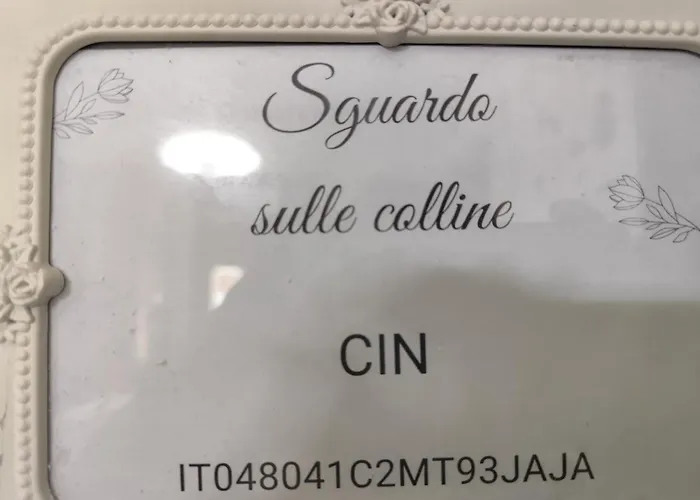 Sguardo
sulle colline
CIN
IT048041C2MT93JAJA